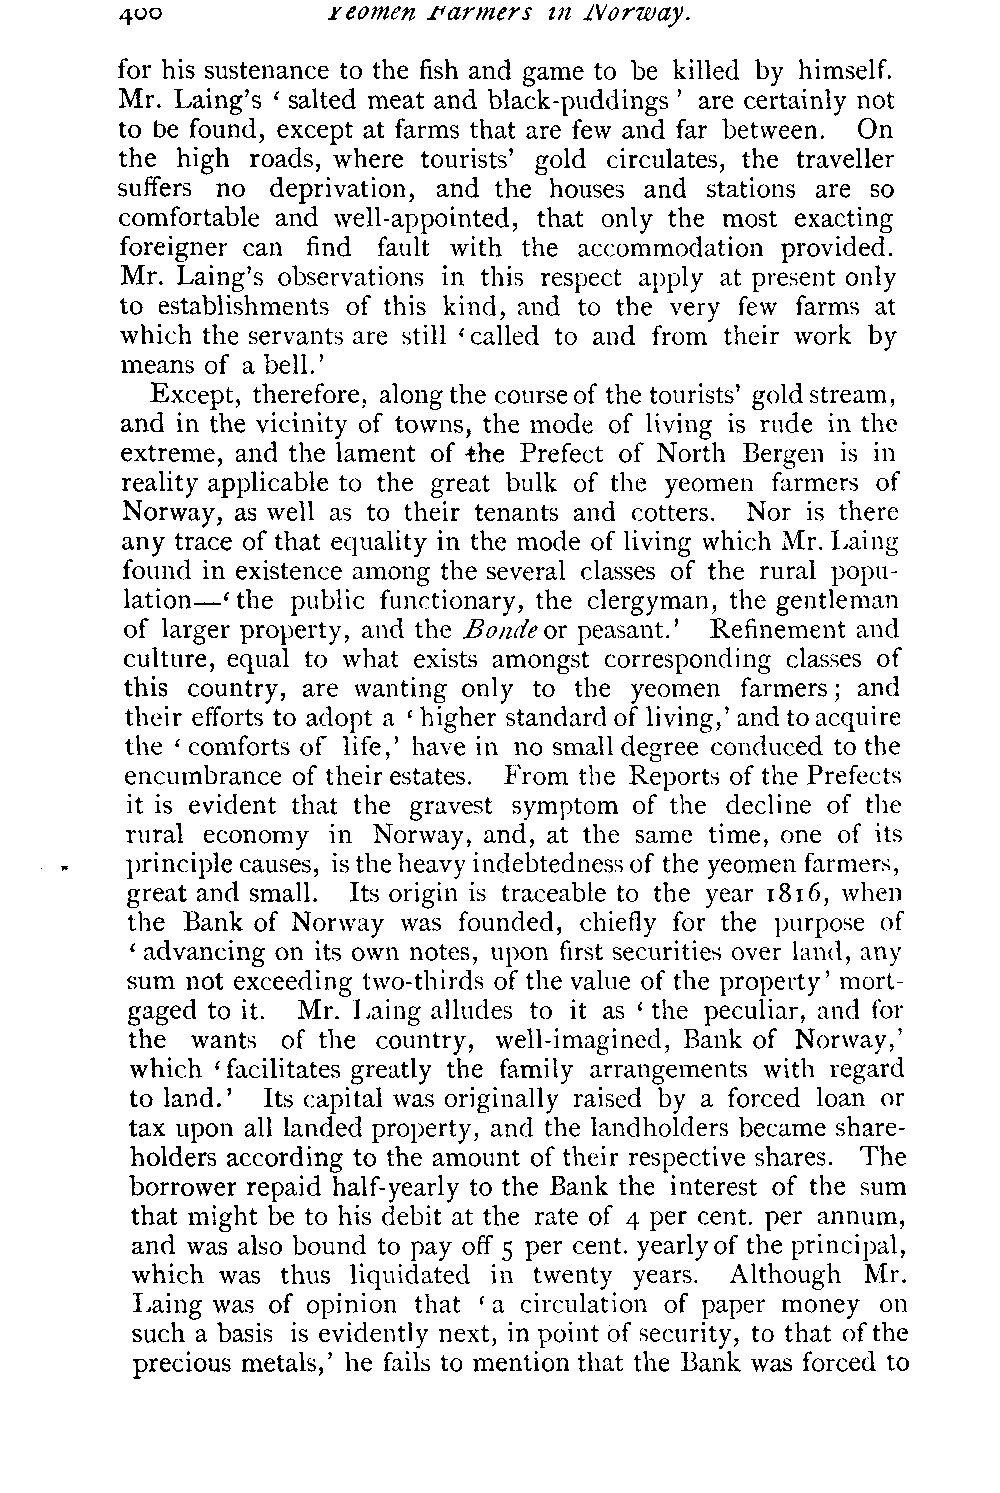 400 Yeomen Farmers in Norway.
for his sustenance to the fish and game to be killed by himself.
Mr. Laing's ‘ salted meat and black-puddings ’ are certainly not
to be found, except at farms that are few and far between. On
the high roads, where tourists' gold circulates, the traveller
suffers no deprivation, and the houses and stations are so
comfortable and well-appointed, that only the most exacting
foreigner can find fault with the accommodation provided.
Mr. Laing's observations in this respect apply at present only
to establishments of this kind, and to the very few farms at
which the servants are still ‘ called to and from their work by
means of a bell.’
Except, therefore, along the course of the tourists' gold stream,
and in the vicinity of towns, the mode of living is rude in the
extreme, and the lament of the Prefect of North Bergen is in
reality applicable to the great bulk of the yeomen farmers of
Norway, as well as to their tenants and cotters. Nor is there
any trace of that equality in the mode of living which Mr. Laing
found in existence among the several classes of the rural popu-
lation—‘ the public functionary, the clergyman, the gentleman
of larger property, and the Bonde or peasant.’ Refinement and
culture, equal to what exists amongst corresponding classes of
this country, are wanting only to the yeomen farmers; and
their efforts to adopt a ‘ higher standard of living,’ and to acquire
the ‘ comforts of life,’ have in no small degree conduced to the
encumbrance of their estates. From the Reports of the Prefects
it is evident that the gravest symptom of the decline of the
rural economy in Norway, and, at the same time, one of its
principle causes, is the heavy indebtedness of the yeomen farmers,
great and small. Its origin is traceable to the year 1816, when
the Bank of Norway was founded, chiefly for the purpose of
‘ advancing on its own notes, upon first securities over land, any
sum not exceeding two-thirds of the value of the property’ mort-
gaged to it. Mr. Laing alludes to it as ‘ the peculiar, and for
the wants of the country, well-imagined, Bank of Norway,’
which ‘ facilitates greatly the family arrangements with regard
to land.’ Its capital was originally raised by a forced loan or
tax upon all landed property, and the landholders became share-
holders according to the amount of their respective shares. The
borrower repaid half-yearly to the Bank the interest of the sum
that might be to his debit at the rate of 4 per cent. per annum,
and was also bound to pay off 5 per cent. yearly of the principal,
which was thus liquidated in twenty years. Although Mr.
Laing was of opinion that ‘ a circulation of paper money on
such a basis is evidently next, in point of security, to that of the
precious metals,’ he fails to mention that the Bank was forced to